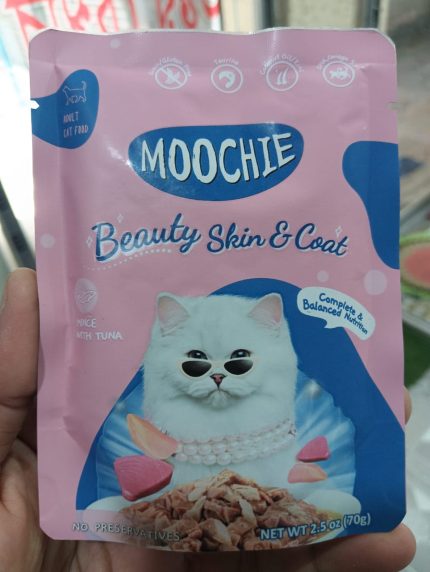 Taurine
ADULT
CAT FOOD
MOOCHIE
Beauty Skin & Coat
Complete &
Balanced Nutrition
WITH TUNA
NO PRESERVATIVES
NET WT 2.5 oz (70g)